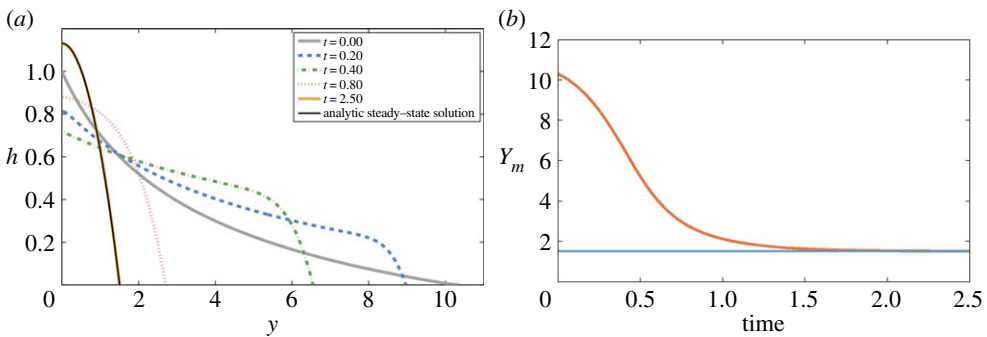 (a)
1.0
0.8
0.6
0.4
0.2
0
2
4
6
8
10
h
y
t = 0.00
t = 0.20
t = 0.40
t = 0.80
t = 2.50
analytic steady–state solution
(b)
12
10
8
6
4
2
0
0.5
1.0
1.5
2.0
2.5
Ym
time